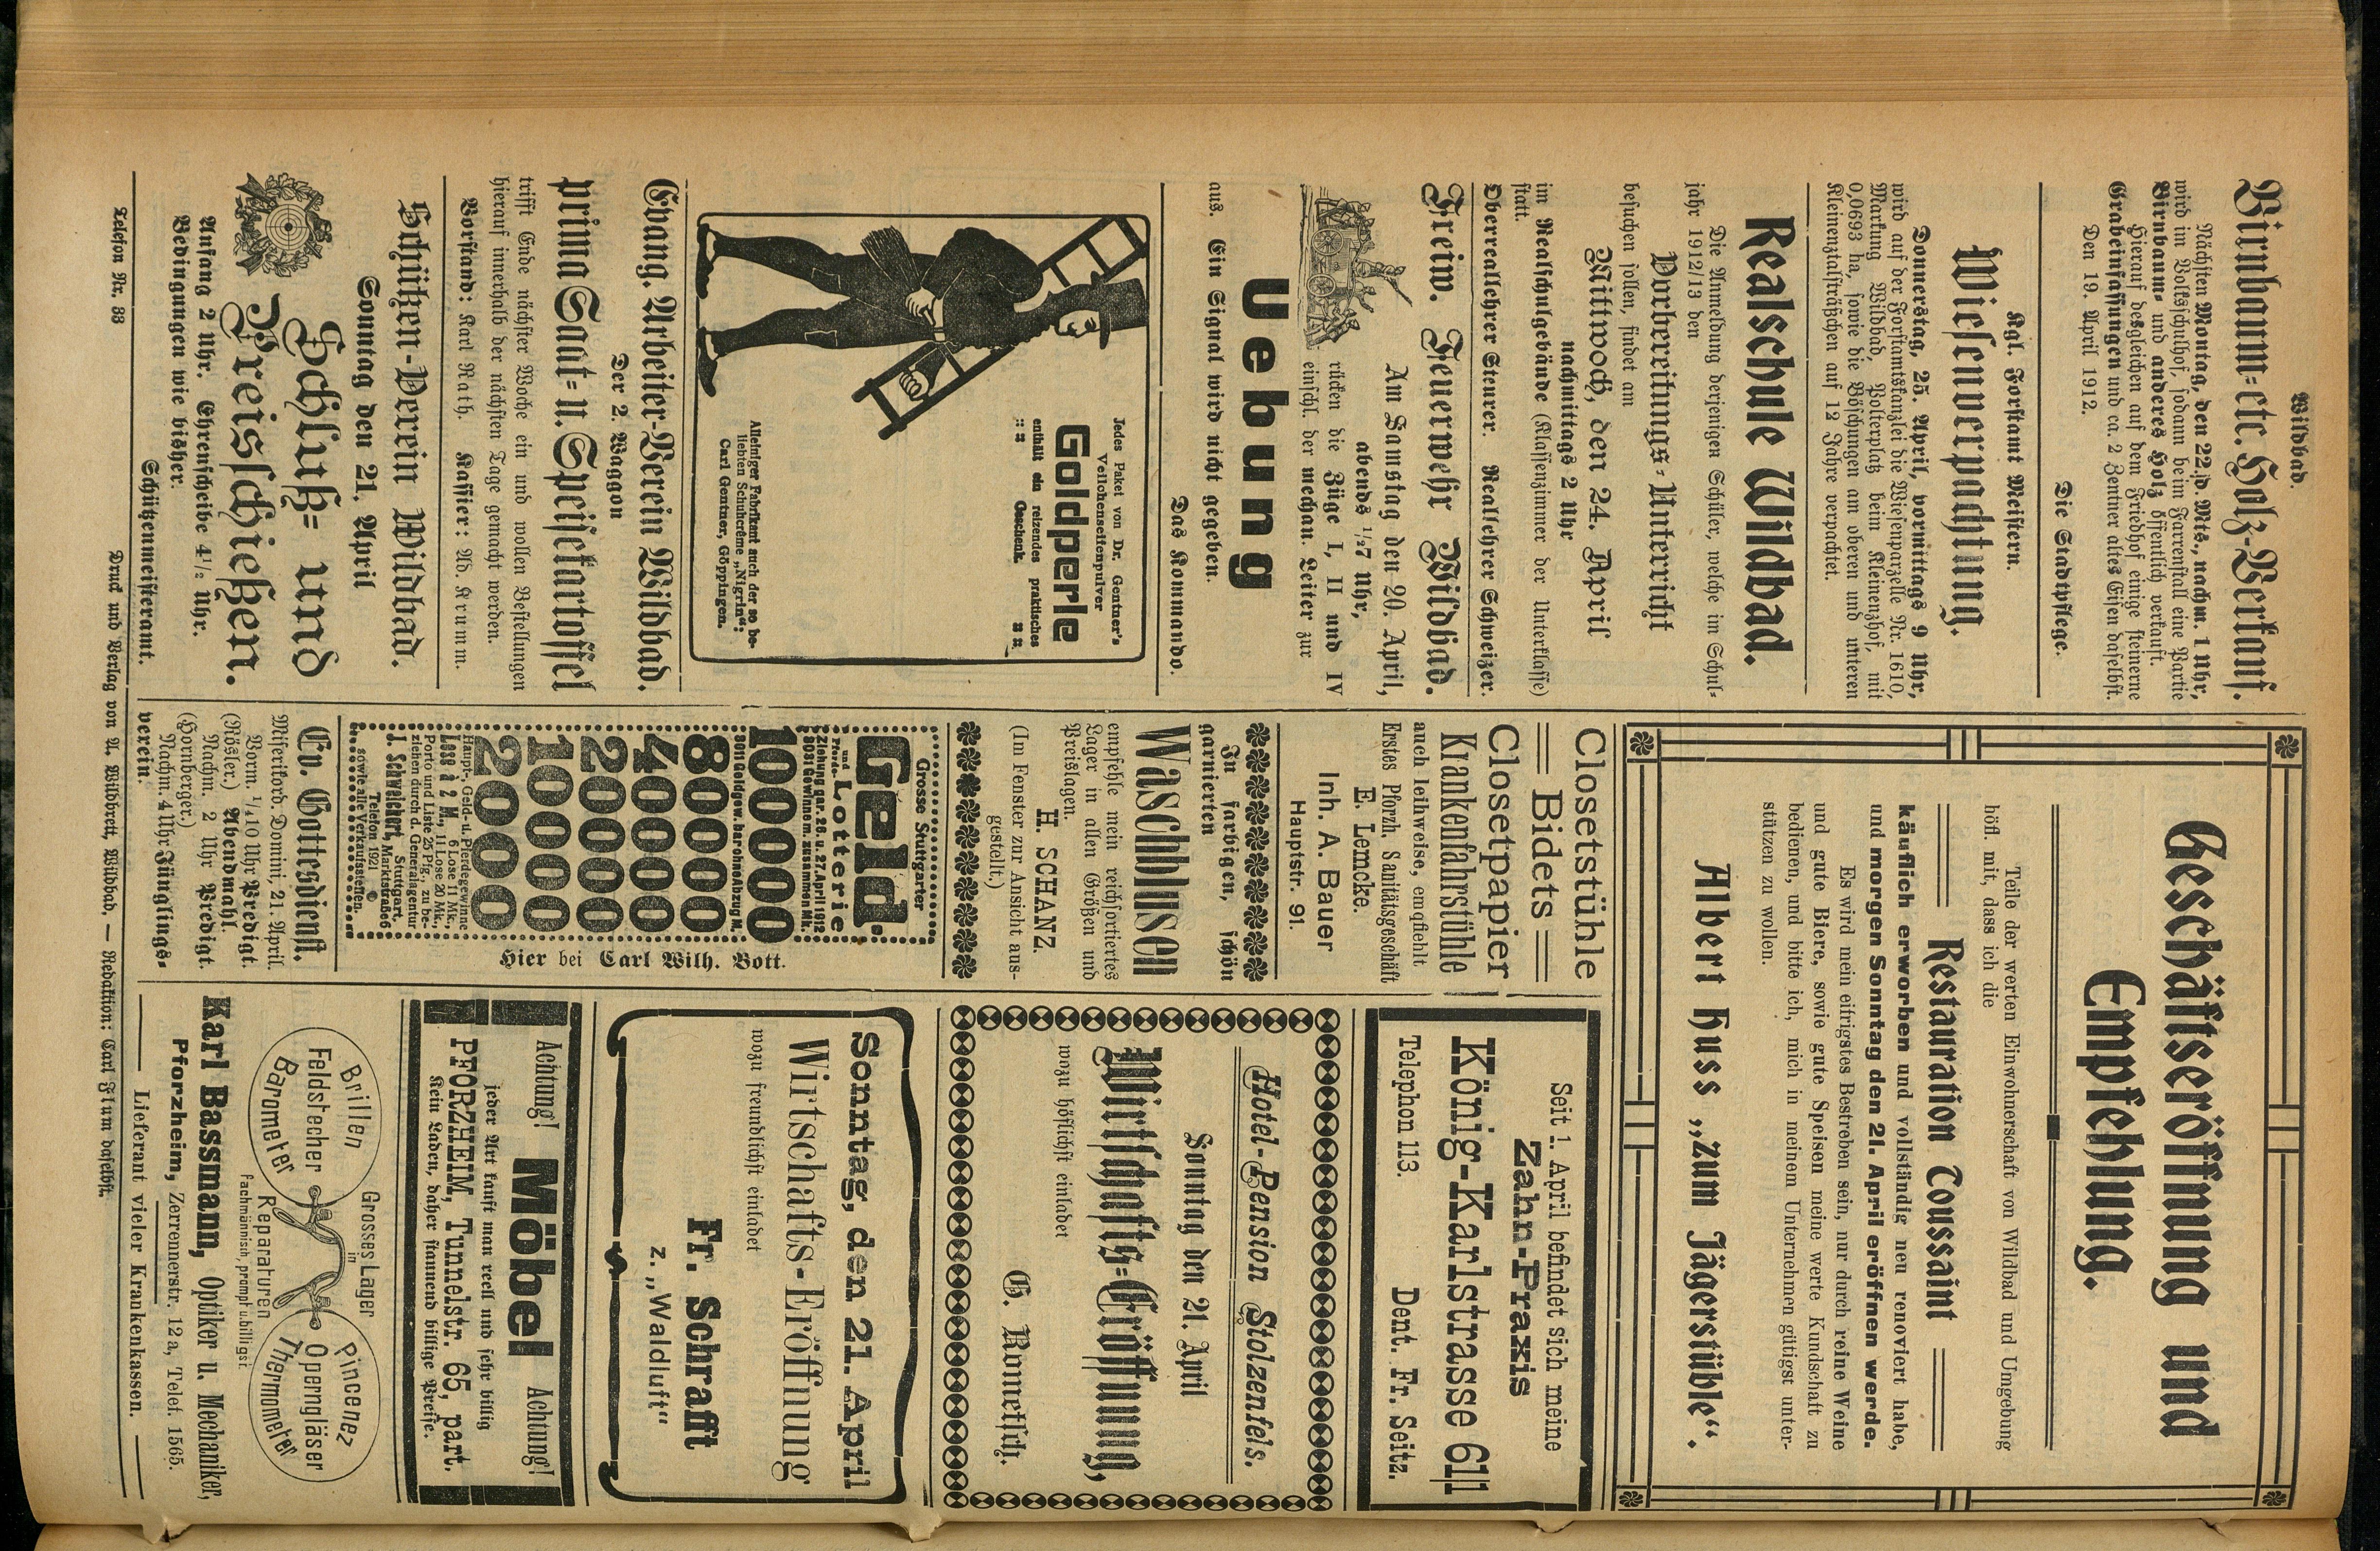 Wildbad.
Birnbaum- etc. Holz-Verkauf.
Nächsten Montag, den 22. d. Mts., nachm. 1 Uhr,
wird im Volksschulhof, sodann beim Farrenstall eine Partie
Birnbaum- und anderes Holz öffentlich verkauft.
Hierauf desgleichen auf dem Friedhof einige steinerne
Grabeinfassungen und ca. 2 Zentner altes Eisen daselbst.
Den 19. April 1912.
Die Stadtpflege.
Kgl. Forstamt Meistern.
Wiesenverpachtung.
Donnerstag, 25. April, vormittags 9 Uhr,
wird auf der Forstamtskanzlei die Wiesenparzelle Nr. 1610,
Markung Wildbad, Polterplatz beim Kleinenzhof, mit
0,0693 ha, sowie die Böschungen am oberen und unteren
Kleinenztalsträßchen auf 12 Jahre verpachtet.
Realschule Wildbad.
Die Anmeldung derjenigen Schüler, welche im Schul-
jahr 1912/13 den
Vorbereitungs-Unterricht
besuchen sollen, findet am
Mittwoch, den 24. April
nachmittags 2 Uhr
im Realschulgebäude (Klassenzimmer der Unterklasse)
statt.
Oberreallehrer Steurer. Reallehrer Schweizer.
Freiw. Feuerwehr Wildbad.
Am Samstag den 20. April,
abends 1/27 Uhr,
rücken die Züge I, II und IV
einschl. der mechan. Leiter zur
Uebung
aus. Ein Signal wird nicht gegeben.
Das Kommando.
Jedes Paket von Dr. Gentner's
Veilchenseifenpulver
Goldperle
enthält ein reizendes praktisches
:: :: Geschenk. :: ::
Alleiniger Fabrikant auch der so be-
liebten Schuhcrême „Nigrin“:
Carl Gentner, Göppingen.
Evang. Arbeiter-Verein Wildbad.
Der 2. Waggon
prima Saat- u. Speisekartoffel
trifft Ende nächster Woche ein und wollen Bestellungen
hierauf innerhalb der nächsten Tage gemacht werden.
Vorstand: Karl Rath. Kassier: Ad. Krumm.
Schützen-Verein Wildbad.
Sonntag den 21. April
Schluß- und
Preisschießen.
Anfang 2 Uhr. Ehrenscheibe 4 1/2 Uhr.
Bedingungen wie bisher.
Schützenmeisteramt.
Geschäftseröffnung und
Empfehlung.
Teile der werten Einwohnerschaft von Wildbad und Umgebung
höfl. mit, dass ich die
Restauration Toussaint
käuflich erworben und vollständig neu renoviert habe,
und morgen Sonntag den 21. April eröffnen werde.
Es wird mein eifrigstes Bestreben sein, nur durch reine Weine
und gute Biere, sowie gute Speisen meine werte Kundschaft zu
bedienen, und bitte ich, mich in meinem Unternehmen gütigst unter-
stützen zu wollen.
Albert Huss „zum Jägerstüble“.
Closetstühle
Bidets
Closetpapier
Krankenfahrstühle
auch leihweise, empfiehlt
Erstes Pforzh. Sanitätsgeschäft
E. Lemcke.
Inh. A. Bauer
Hauptstr. 91.
In farbigen, schön
garnierten
Waschblusen
empfehle mein reichsortiertes
Lager in allen Größen und
Preislagen.
H. SCHANZ.
(Im Fenster zur Ansicht aus-
gestellt.)
Grosse Stuttgarter
Geld-
und
Pferde- Lotterie
Ziehung gar. 26. u. 27. April 1912
3031 Gewinne m. zusammen Mk.
100000
3011 Goldgew. bar ohne Abzug M.
80000
40000
20000
10000
2000
Haupt-, Geld- u. Pferdegewinne
Lose à 2 M., 6 Lose 11 Mk., 11 Lose 20 Mk.,
Porto und Liste 25 Pfg., zu be-
ziehen durch d. Generalagentur
J. Schweickert, Stuttgart, Marktstraße 6
Telefon 1921
sowie alle Verkaufsstellen.
Hier bei Carl Wilh. Bott.
Ev. Gottesdienst.
Miserikord. Domini, 21. April.
Vorm. 1/410 Uhr Predigt.
(Rösler.) Abendmahl.
Nachm. 2 Uhr Predigt.
(Hornberger.)
Nachm. 4 Uhr Jünglings-
verein.
Seit 1. April befindet sich meine
Zahn-Praxis
König-Karlstrasse 61/I
Telephon 113. Dent. Fr. Seitz.
Hotel-Pension Stolzenfels.
Sonntag den 21. April
Wirtschafts-Eröffnung,
wozu höflichst einladet
G. Rometsch.
Sonntag, den 21. April
Wirtschafts-Eröffnung
wozu freundlichst einladet
Fr. Schrafft
z. „Waldluft“
Achtung! Möbel Achtung!
jeder Art kauft man reell und sehr billig
PFORZHEIM, Tunnelstr. 65, part.
Kein Laden, daher staunend billige Preise.
Grosses Lager
in
Brillen
Feldstecher
Barometer
Pincenez
Operngläser
Thermometer
Reparaturen
Fachmännisch, prompt u. billigst.
Karl Bassmann, Optiker u. Mechaniker,
Pforzheim, Zerrennerstr. 12a, Telef. 1565.
Lieferant vieler Krankenkassen.
Telefon Nr. 33 Druck und Verlag von A. Wildbrett, Wildbad, — Redaktion: Carl Flum daselbst.